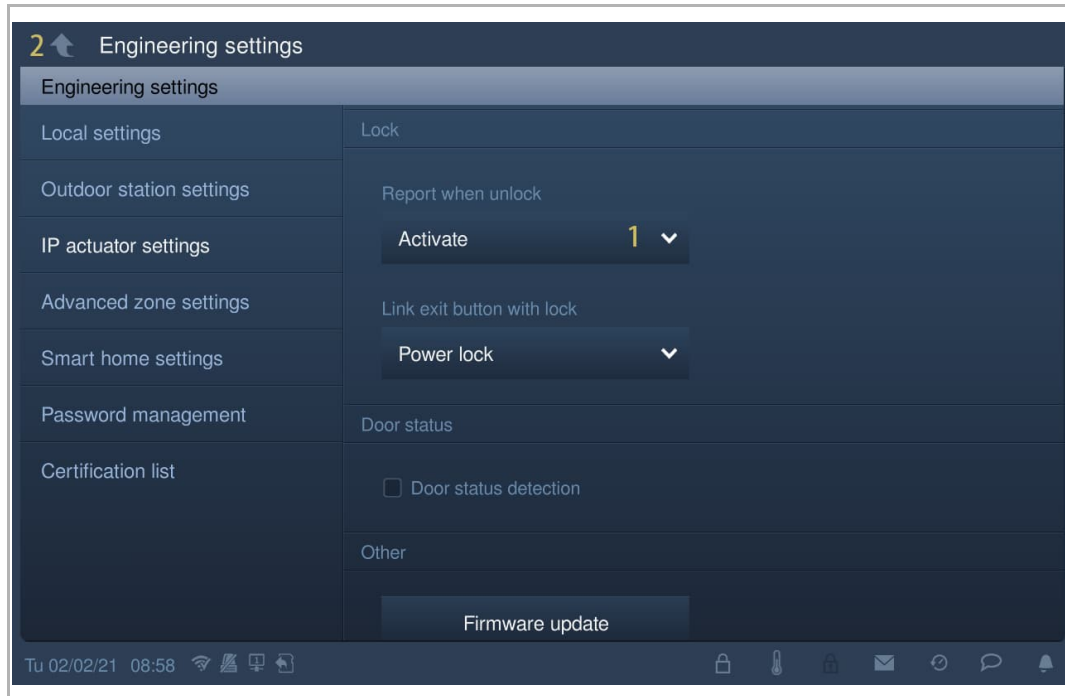 2 Engineering settings
Engineering settings
Local settings
Outdoor station settings
IP actuator settings
Advanced zone settings
Smart home settings
Password management
Certification list
Lock
Report when unlock
Activate 1
Link exit button with lock
Power lock
Door status
Door status detection
Other
Firmware update
Tu 02/02/21 08:58